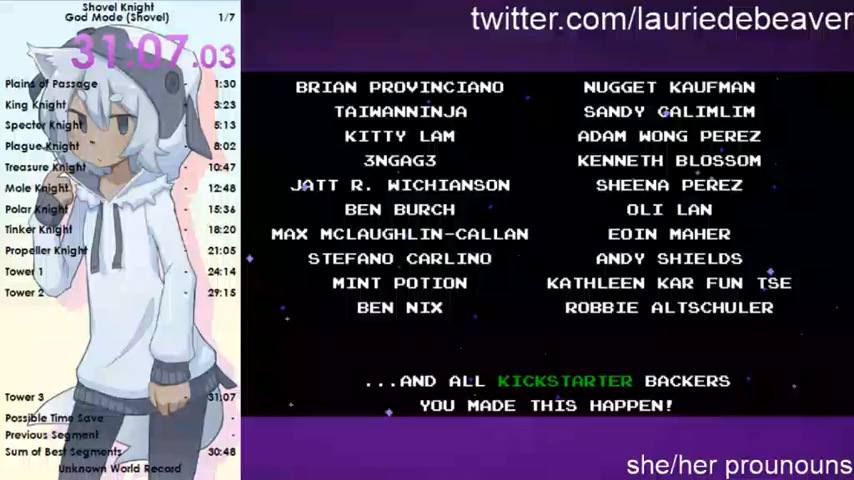 Shovel Knight
God Mode (Shovel) 1/7
31:07.03
Plains of Passage - 1:30
King Knight - 3:23
Specter Knight - 5:13
Plague Knight - 8:02
Treasure Knight - 10:47
Mole Knight - 12:48
Polar Knight - 15:36
Tinker Knight - 18:20
Propeller Knight - 21:05
Tower 1 - 24:14
Tower 2 - 29:15
Tower 3 - 31:07
Possible Time Save -
Previous Segment -
Sum of Best Segments 30:48
Unknown World Record
twitter.com/lauriedebeaver
BRIAN PROVINCIANO NUGGET KAUFMAN
TAIWANNINJA SANDY GALIMLIM
KITTY LAM ADAM WONG PEREZ
3NGAG3 KENNETH BLOSSOM
JATT R. WICHIANSON SHEENA PEREZ
BEN BURCH OLI LAN
MAX MCLAUGHLIN-CALLAN EOIN MAHER
STEFANO CARLINO ANDY SHIELDS
MINT POTION KATHLEEN KAR FUN TSE
BEN NIX ROBBIE ALTSCHULER
...AND ALL KICKSTARTER BACKERS
YOU MADE THIS HAPPEN!
she/her prounouns